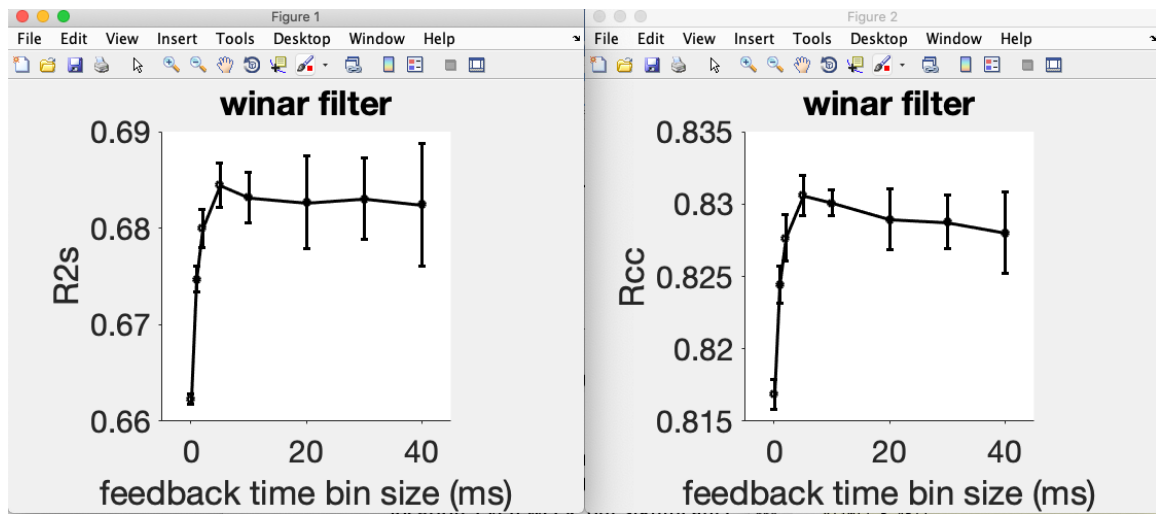 Figure 1
File Edit View Insert Tools Desktop Window Help
winar filter
0.69
0.68
0.67
0.66
R2s
0 20 40
feedback time bin size (ms)
Figure 2
File Edit View Insert Tools Desktop Window Help
winar filter
0.835
0.83
0.825
0.82
0.815
Rcc
0 20 40
feedback time bin size (ms)